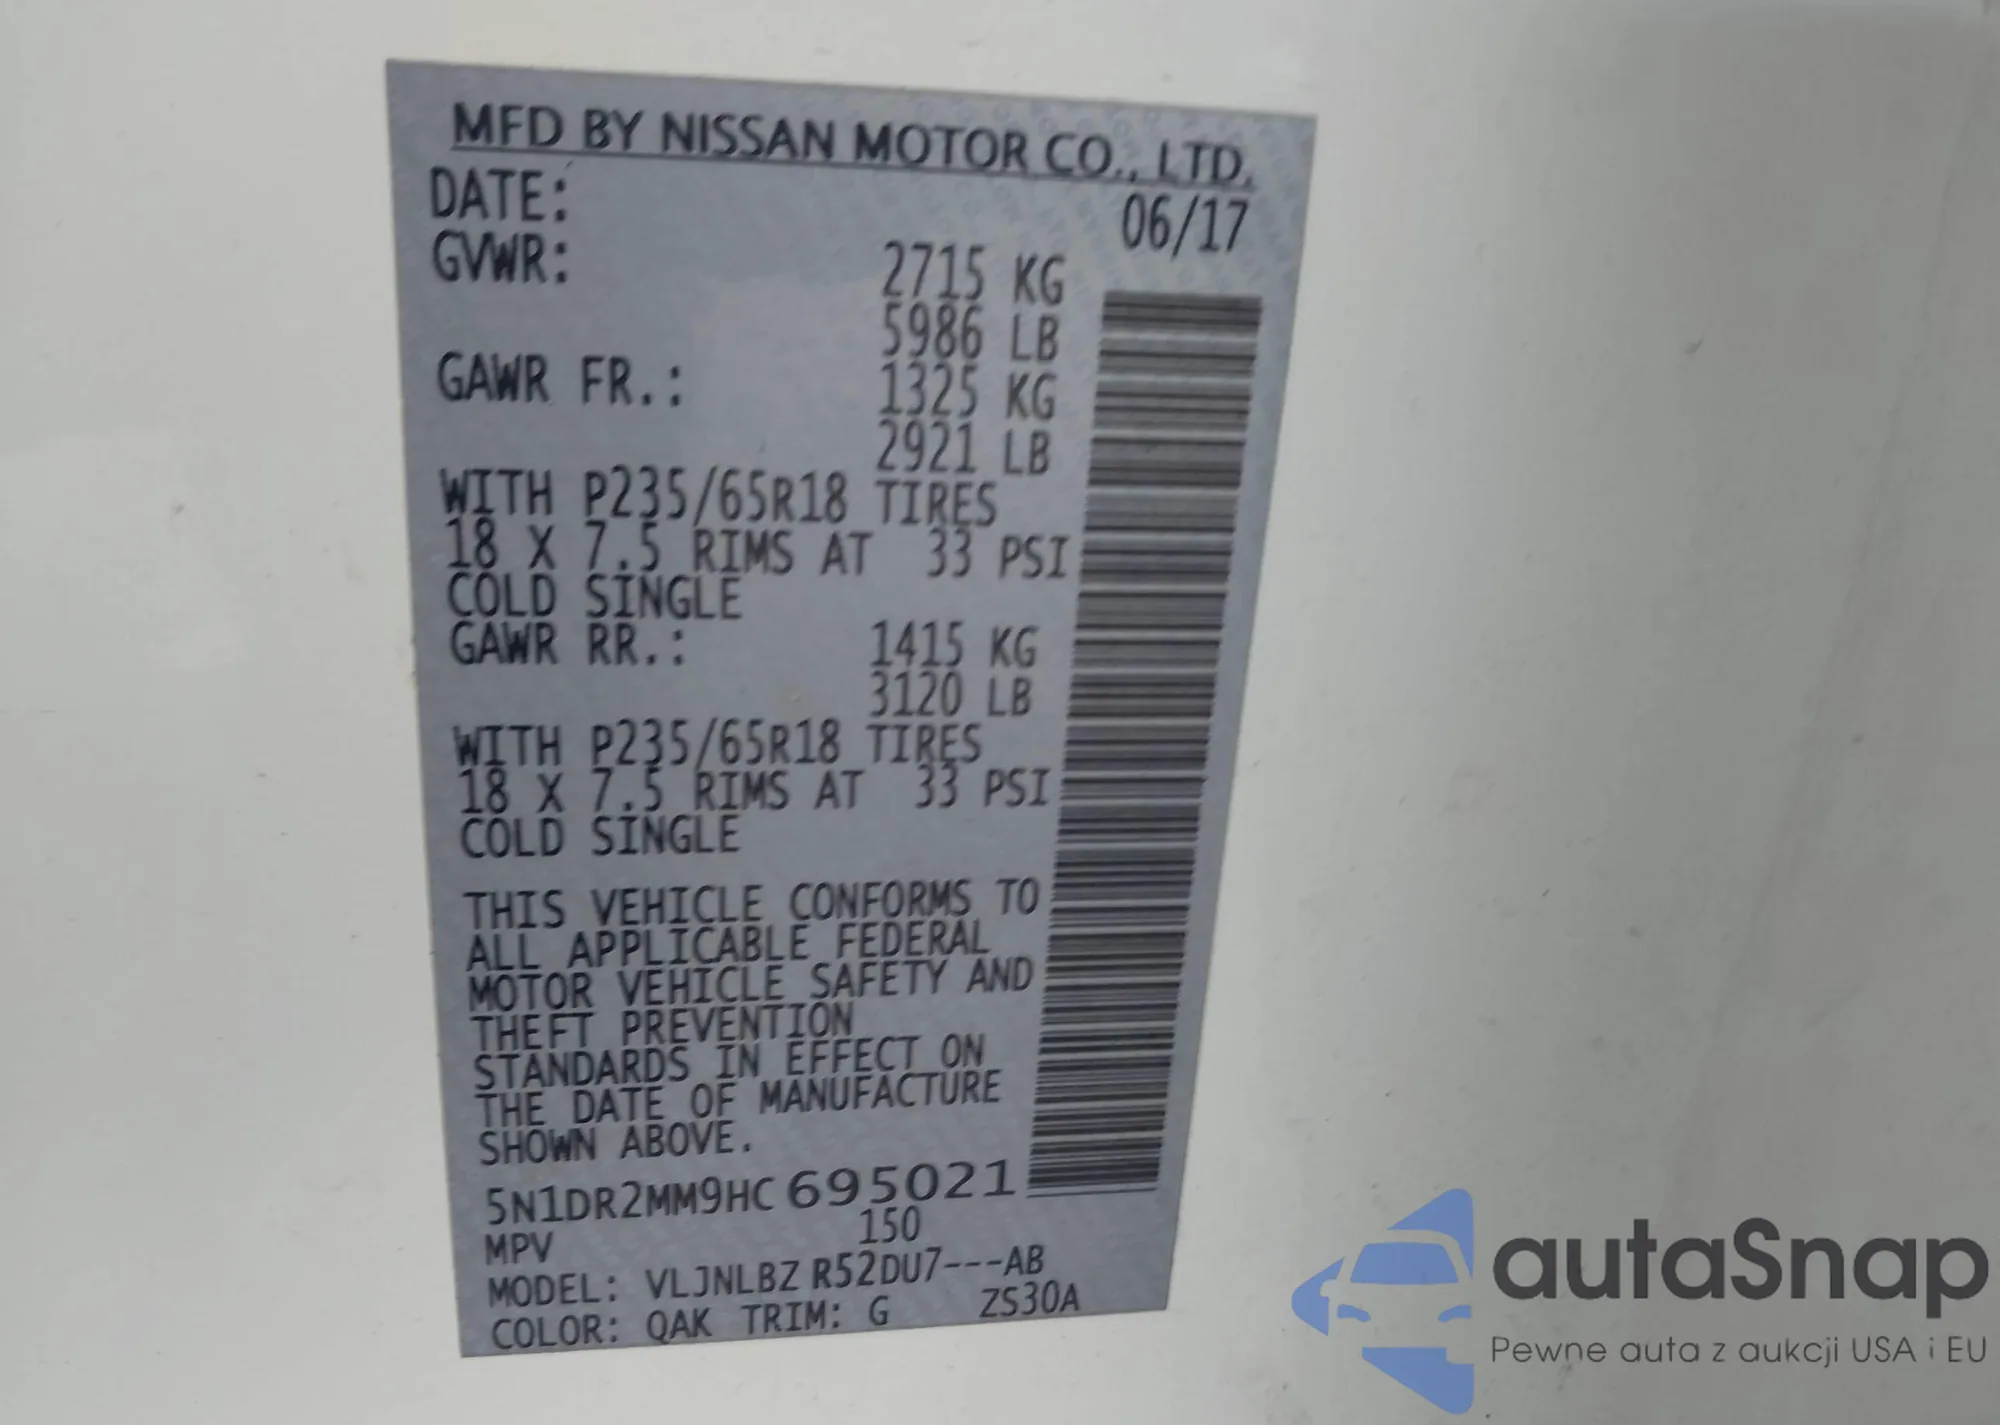 MFD BY NISSAN MOTOR CO., LTD.
DATE: 06/17
GVWR: 2715 KG
5986 LB
GAWR FR.: 1325 KG
2921 LB
WITH P235/65R18 TIRES
18 X 7.5 RIMS AT 33 PSI
COLD SINGLE
GAWR RR.: 1415 KG
3120 LB
WITH P235/65R18 TIRES
18 X 7.5 RIMS AT 33 PSI
COLD SINGLE
THIS VEHICLE CONFORMS TO
ALL APPLICABLE FEDERAL
MOTOR VEHICLE SAFETY AND
THEFT PREVENTION
STANDARDS IN EFFECT ON
THE DATE OF MANUFACTURE
SHOWN ABOVE.
5N1DR2MM9HC695021
MPV 150
MODEL: VLJNLBZ R52DU7---AB
COLOR: QAK TRIM: G ZS30A
autaSnap
Pewne auta z aukcji USA i EU